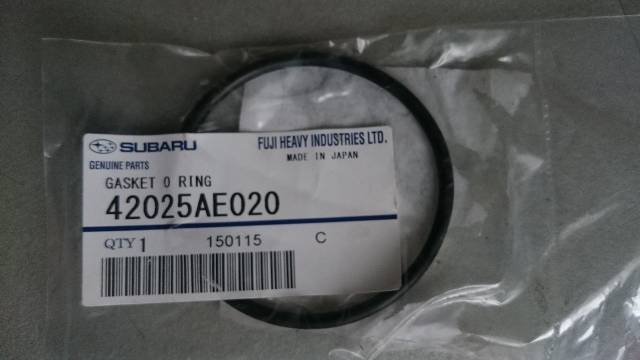 SUBARU
FUJI HEAVY INDUSTRIES LTD.
GENUINE PARTS
MADE IN JAPAN
GASKET O RING
42025AE020
QTY 1 150115 C